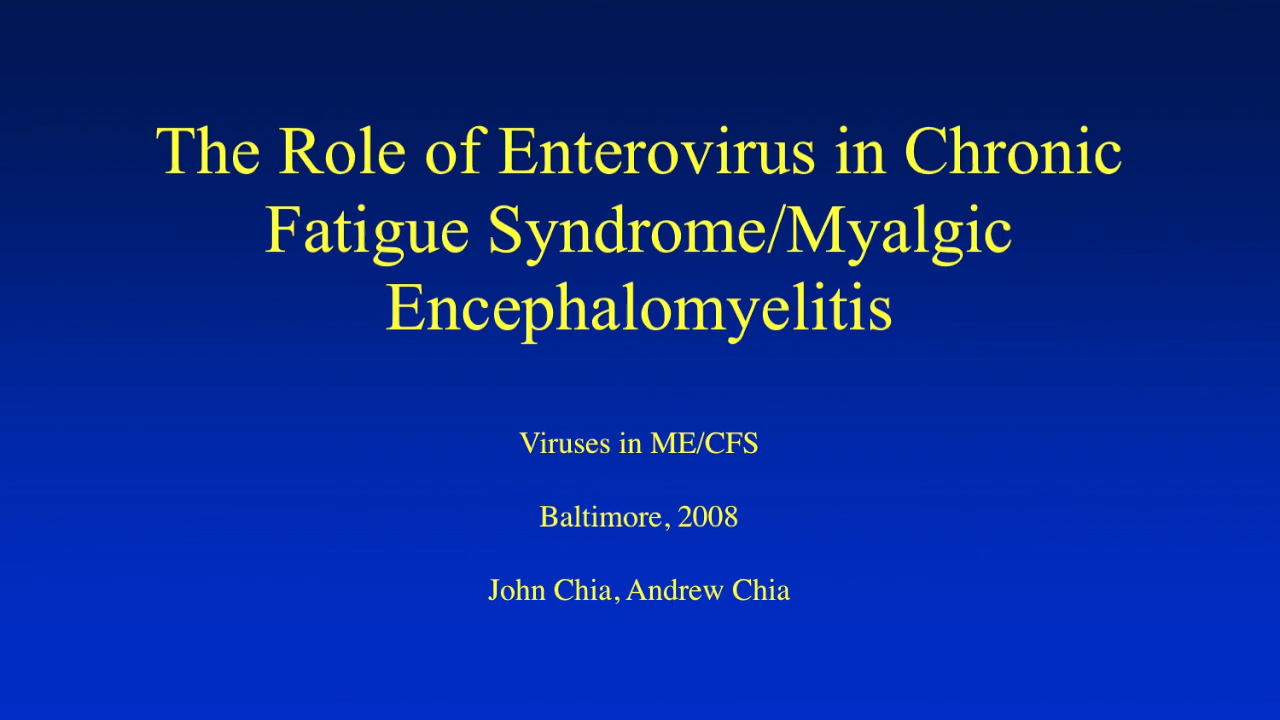 The Role of Enterovirus in Chronic
Fatigue Syndrome/Myalgic
Encephalomyelitis
Viruses in ME/CFS
Baltimore, 2008
John Chia, Andrew Chia